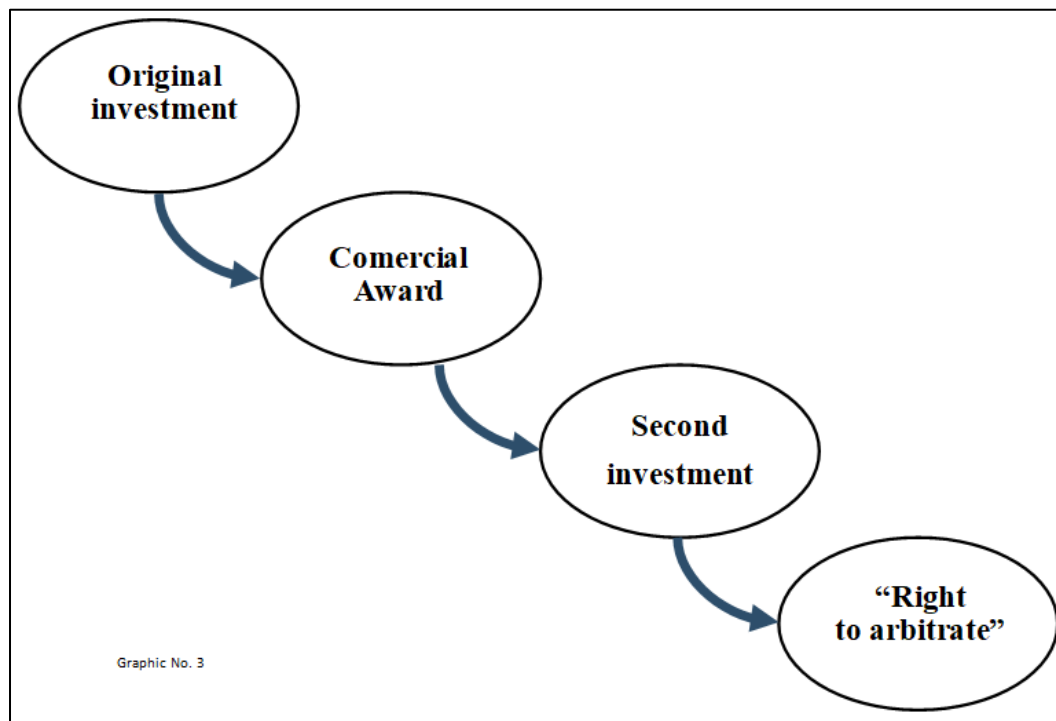 Original
investment
Comercial
Award
Second
investment
“Right
to arbitrate”
Graphic No. 3